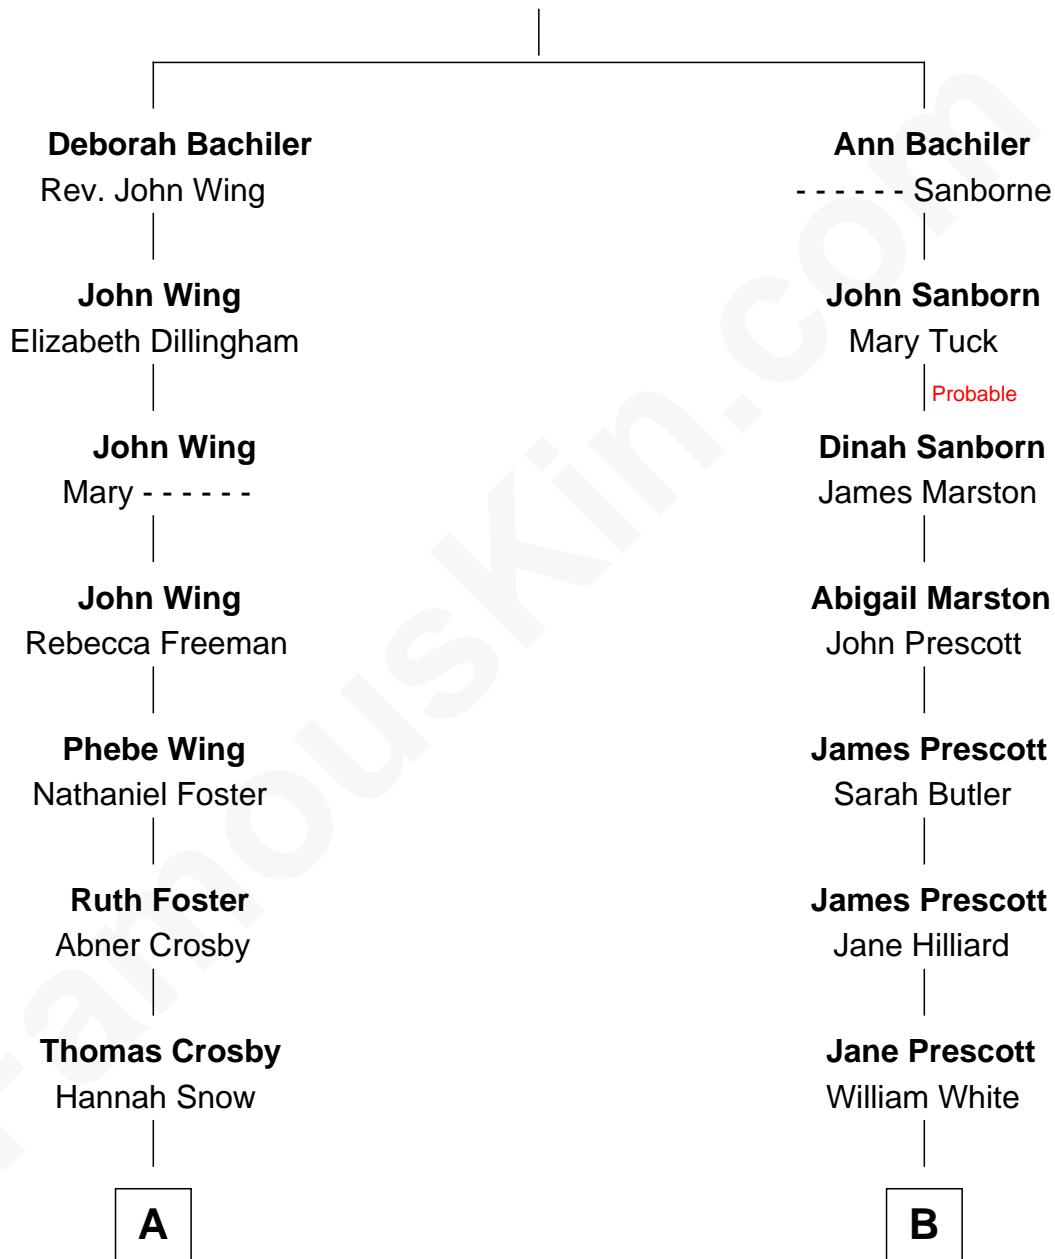 Deborah Bachiler
Rev. John Wing
John Wing
Elizabeth Dillingham
John Wing
Mary - - - - - -
John Wing
Rebecca Freeman
Phebe Wing
Nathaniel Foster
Ruth Foster
Abner Crosby
Thomas Crosby
Hannah Snow
A
Ann Bachiler
- - - - - - Sanborne
John Sanborn
Mary Tuck
Probable
Dinah Sanborn
James Marston
Abigail Marston
John Prescott
James Prescott
Sarah Butler
James Prescott
Jane Hilliard
Jane Prescott
William White
B
FamousKin.com